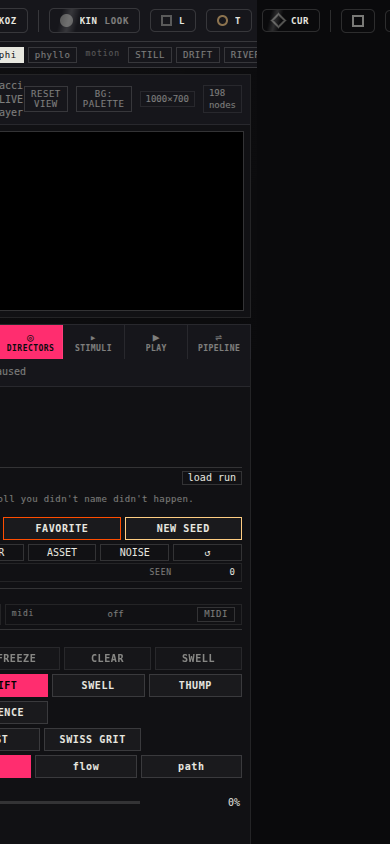 KOZ KIN LOOK L T CUR
phi phyllo motion STILL DRIFT RIVER
acci
LIVE
ayer
RESET VIEW
BG: PALETTE
1000×700
198 nodes
◎ DIRECTORS
▸ STIMULI
▶ PLAY
⇌ PIPELINE
aused
load run
oll you didn't name didn't happen.
FAVORITE NEW SEED
R ASSET NOISE ↺
SEEN 0
midi off MIDI
FREEZE CLEAR SWELL
IFT SWELL THUMP
ENCE
ST SWISS GRIT
flow path
0%